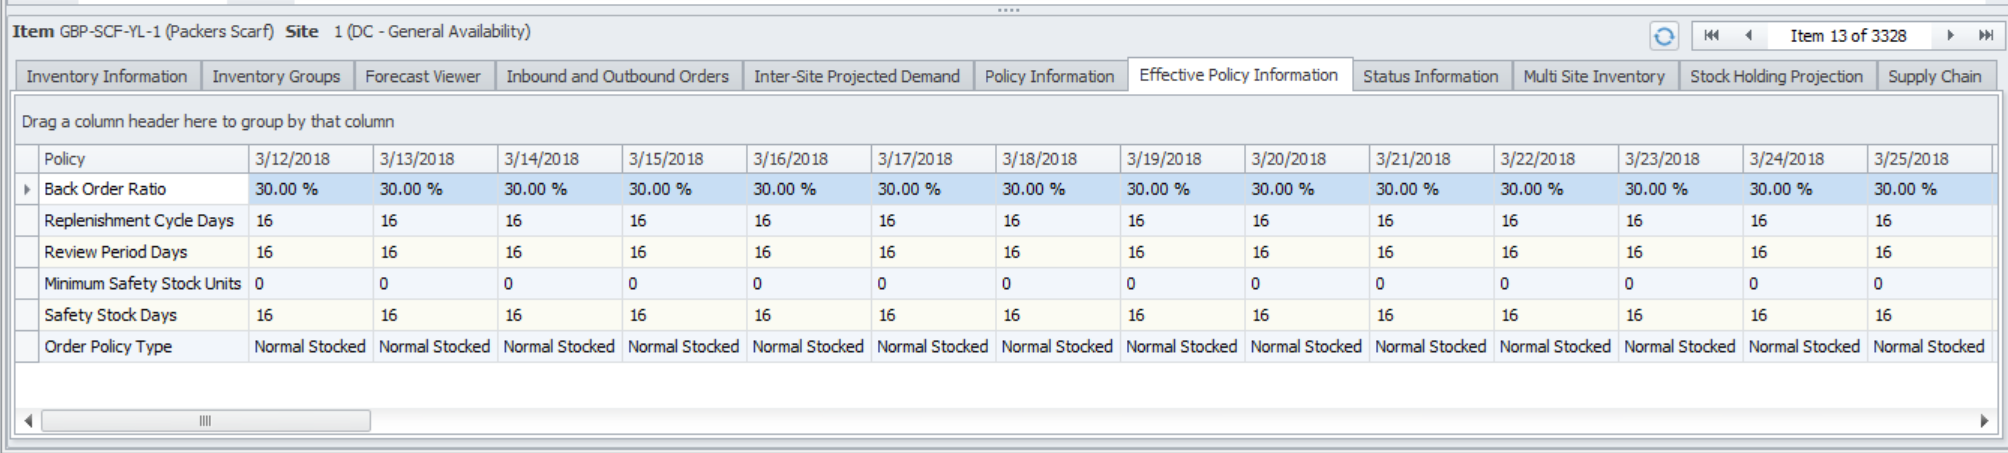 Item GBP-SCF-YL-1 (Packers Scarf) Site 1 (DC - General Availability) Item 13 of 3328
Inventory Information Inventory Groups Forecast Viewer Inbound and Outbound Orders Inter-Site Projected Demand Policy Information Effective Policy Information Status Information Multi Site Inventory Stock Holding Projection Supply Chain
Drag a column header here to group by that column
Policy 3/12/2018 3/13/2018 3/14/2018 3/15/2018 3/16/2018 3/17/2018 3/18/2018 3/19/2018 3/20/2018 3/21/2018 3/22/2018 3/23/2018 3/24/2018 3/25/2018
Back Order Ratio 30.00 % 30.00 % 30.00 % 30.00 % 30.00 % 30.00 % 30.00 % 30.00 % 30.00 % 30.00 % 30.00 % 30.00 % 30.00 % 30.00 %
Replenishment Cycle Days 16 16 16 16 16 16 16 16 16 16 16 16 16 16
Review Period Days 16 16 16 16 16 16 16 16 16 16 16 16 16 16
Minimum Safety Stock Units 0 0 0 0 0 0 0 0 0 0 0 0 0 0
Safety Stock Days 16 16 16 16 16 16 16 16 16 16 16 16 16 16
Order Policy Type Normal Stocked Normal Stocked Normal Stocked Normal Stocked Normal Stocked Normal Stocked Normal Stocked Normal Stocked Normal Stocked Normal Stocked Normal Stocked Normal Stocked Normal Stocked Normal Stocked